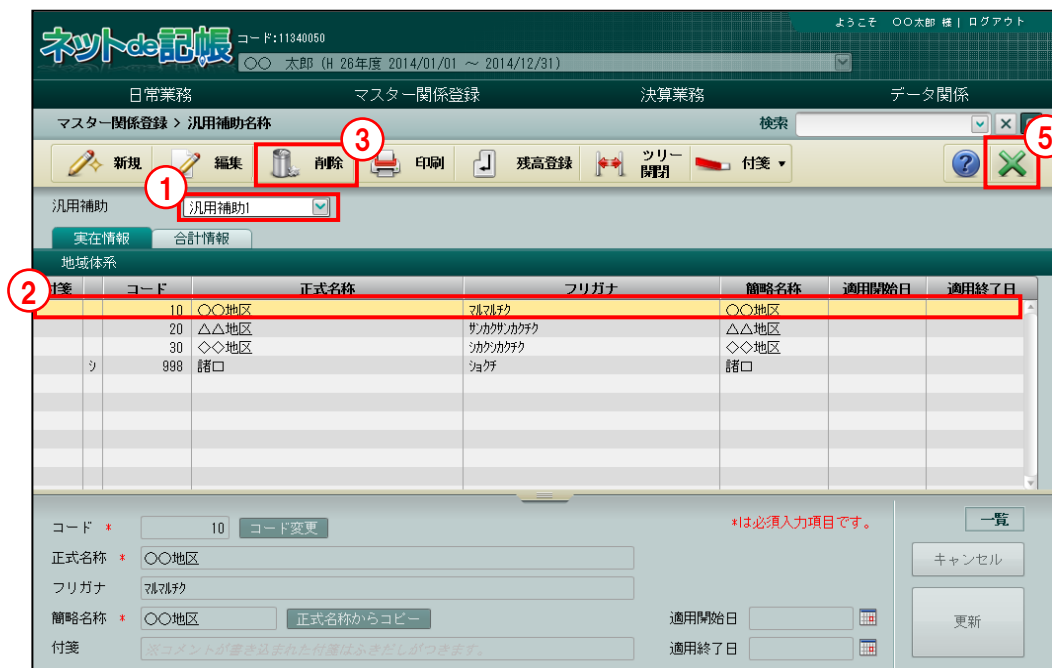 ようこそ 〇〇太郎 様 | ログアウト
ネットde記帳 コード:11340050
〇〇 太郎 (H 26年度 2014/01/01 ～ 2014/12/31)
日常業務 マスター関係登録 決算業務 データ関係
マスター関係登録 > 汎用補助名称 検索
新規 編集 削除 印刷 残高登録 ツリー開閉 付箋 ▼ ?
③
⑤
①
汎用補助 汎用補助1
実在情報 合計情報
地域体系
②
付箋 コード 正式名称 フリガナ 簡略名称 適用開始日 適用終了日
10 〇〇地区 ﾏﾙﾏﾙﾁｸ 〇〇地区
20 △△地区 ｻﾝｶｸｻﾝｶｸﾁｸ △△地区
30 ◇◇地区 ｼｶｸｼｶｸﾁｸ ◇◇地区
シ 998 諸口 ｼｮｸﾁ 諸口
コード * 10 コード変更 *は必須入力項目です。 一覧
正式名称 * 〇〇地区 キャンセル
フリガナ ﾏﾙﾏﾙﾁｸ
簡略名称 * 〇〇地区 正式名称からコピー 適用開始日 更新
付箋 ※コメントが書き込まれた付箋はふきだしがつきます。 適用終了日